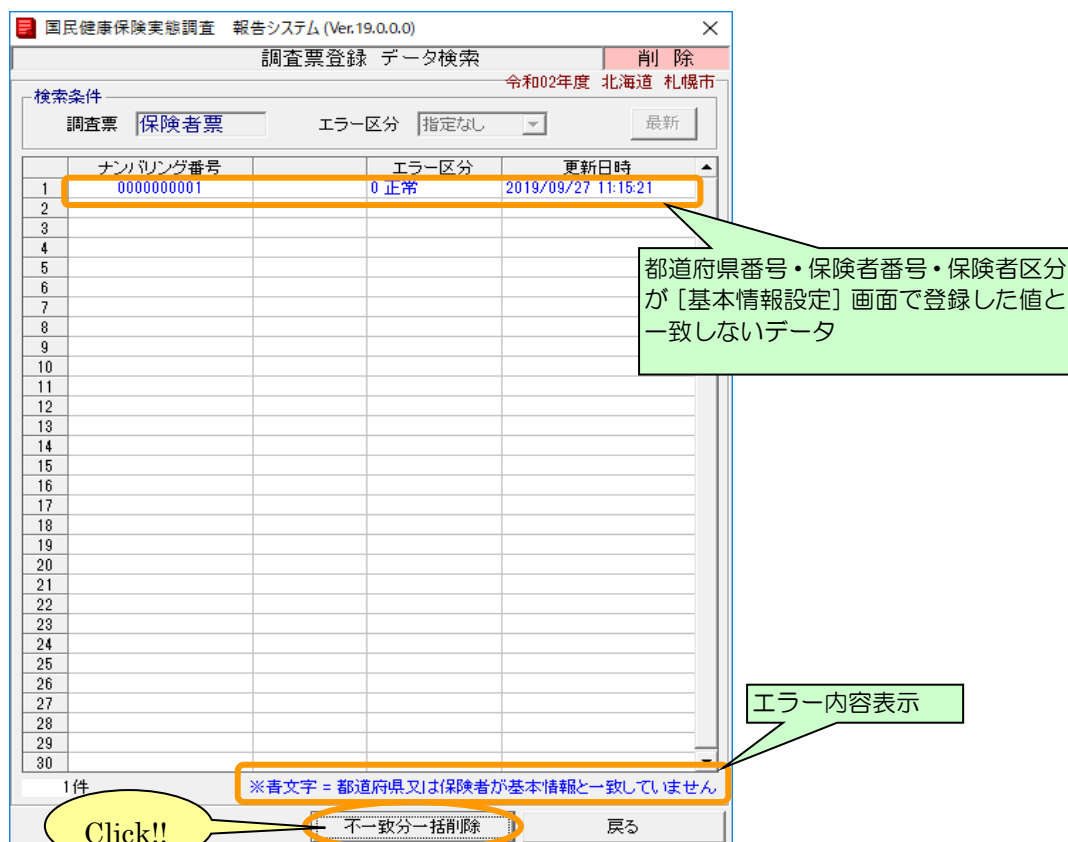 国民健康保険実態調査　報告システム (Ver.19.0.0.0)
調査票登録 データ検索
削 除
令和02年度 北海道 札幌市
検索条件
調査票 保険者票 エラー区分 指定なし 最新
ナンバリング番号 エラー区分 更新日時
1 0000000001 0 正常 2019/09/27 11:15:21
2
3
4
5
6
7
8
9
10
11
12
13
14
15
16
17
18
19
20
21
22
23
24
25
26
27
28
29
30
都道府県番号・保険者番号・保険者区分
が［基本情報設定］画面で登録した値と
一致しないデータ
エラー内容表示
1件
※青文字 = 都道府県又は保険者が基本情報と一致していません
Click!!
不一致分一括削除
戻る